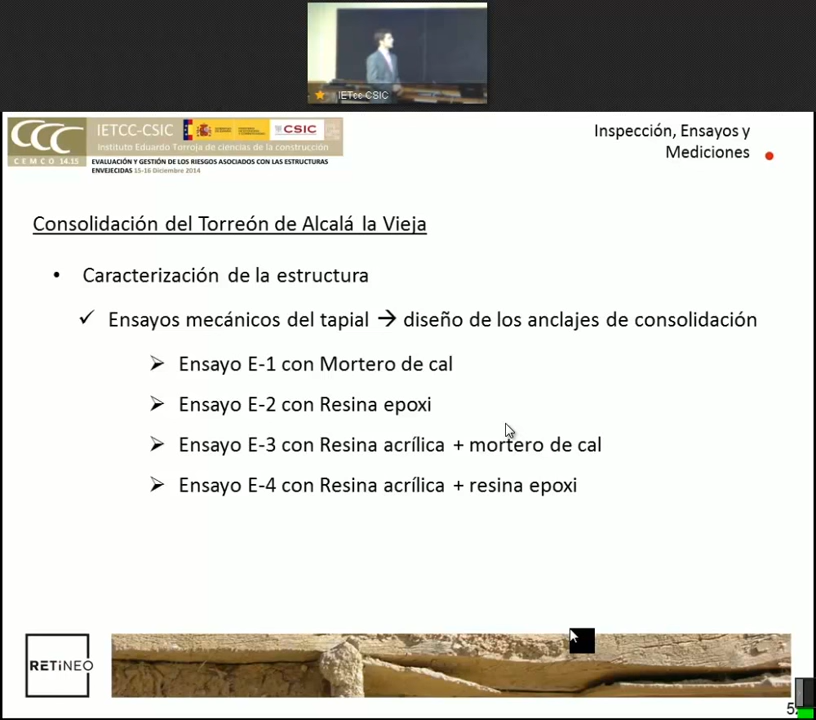 IETcc-CSIC
CCC
CEMCO 14.15
IETCC-CSIC
CSIC
Instituto Eduardo Torroja de ciencias de la construcción
EVALUACIÓN Y GESTIÓN DE LOS RIESGOS ASOCIADOS CON LAS ESTRUCTURAS
ENVEJECIDAS 15-16 Diciembre 2014
Inspección, Ensayos y
Mediciones
Consolidación del Torreón de Alcalá la Vieja
• Caracterización de la estructura
✓ Ensayos mecánicos del tapial → diseño de los anclajes de consolidación
➢ Ensayo E-1 con Mortero de cal
➢ Ensayo E-2 con Resina epoxi
➢ Ensayo E-3 con Resina acrílica + mortero de cal
➢ Ensayo E-4 con Resina acrílica + resina epoxi
RETINEO